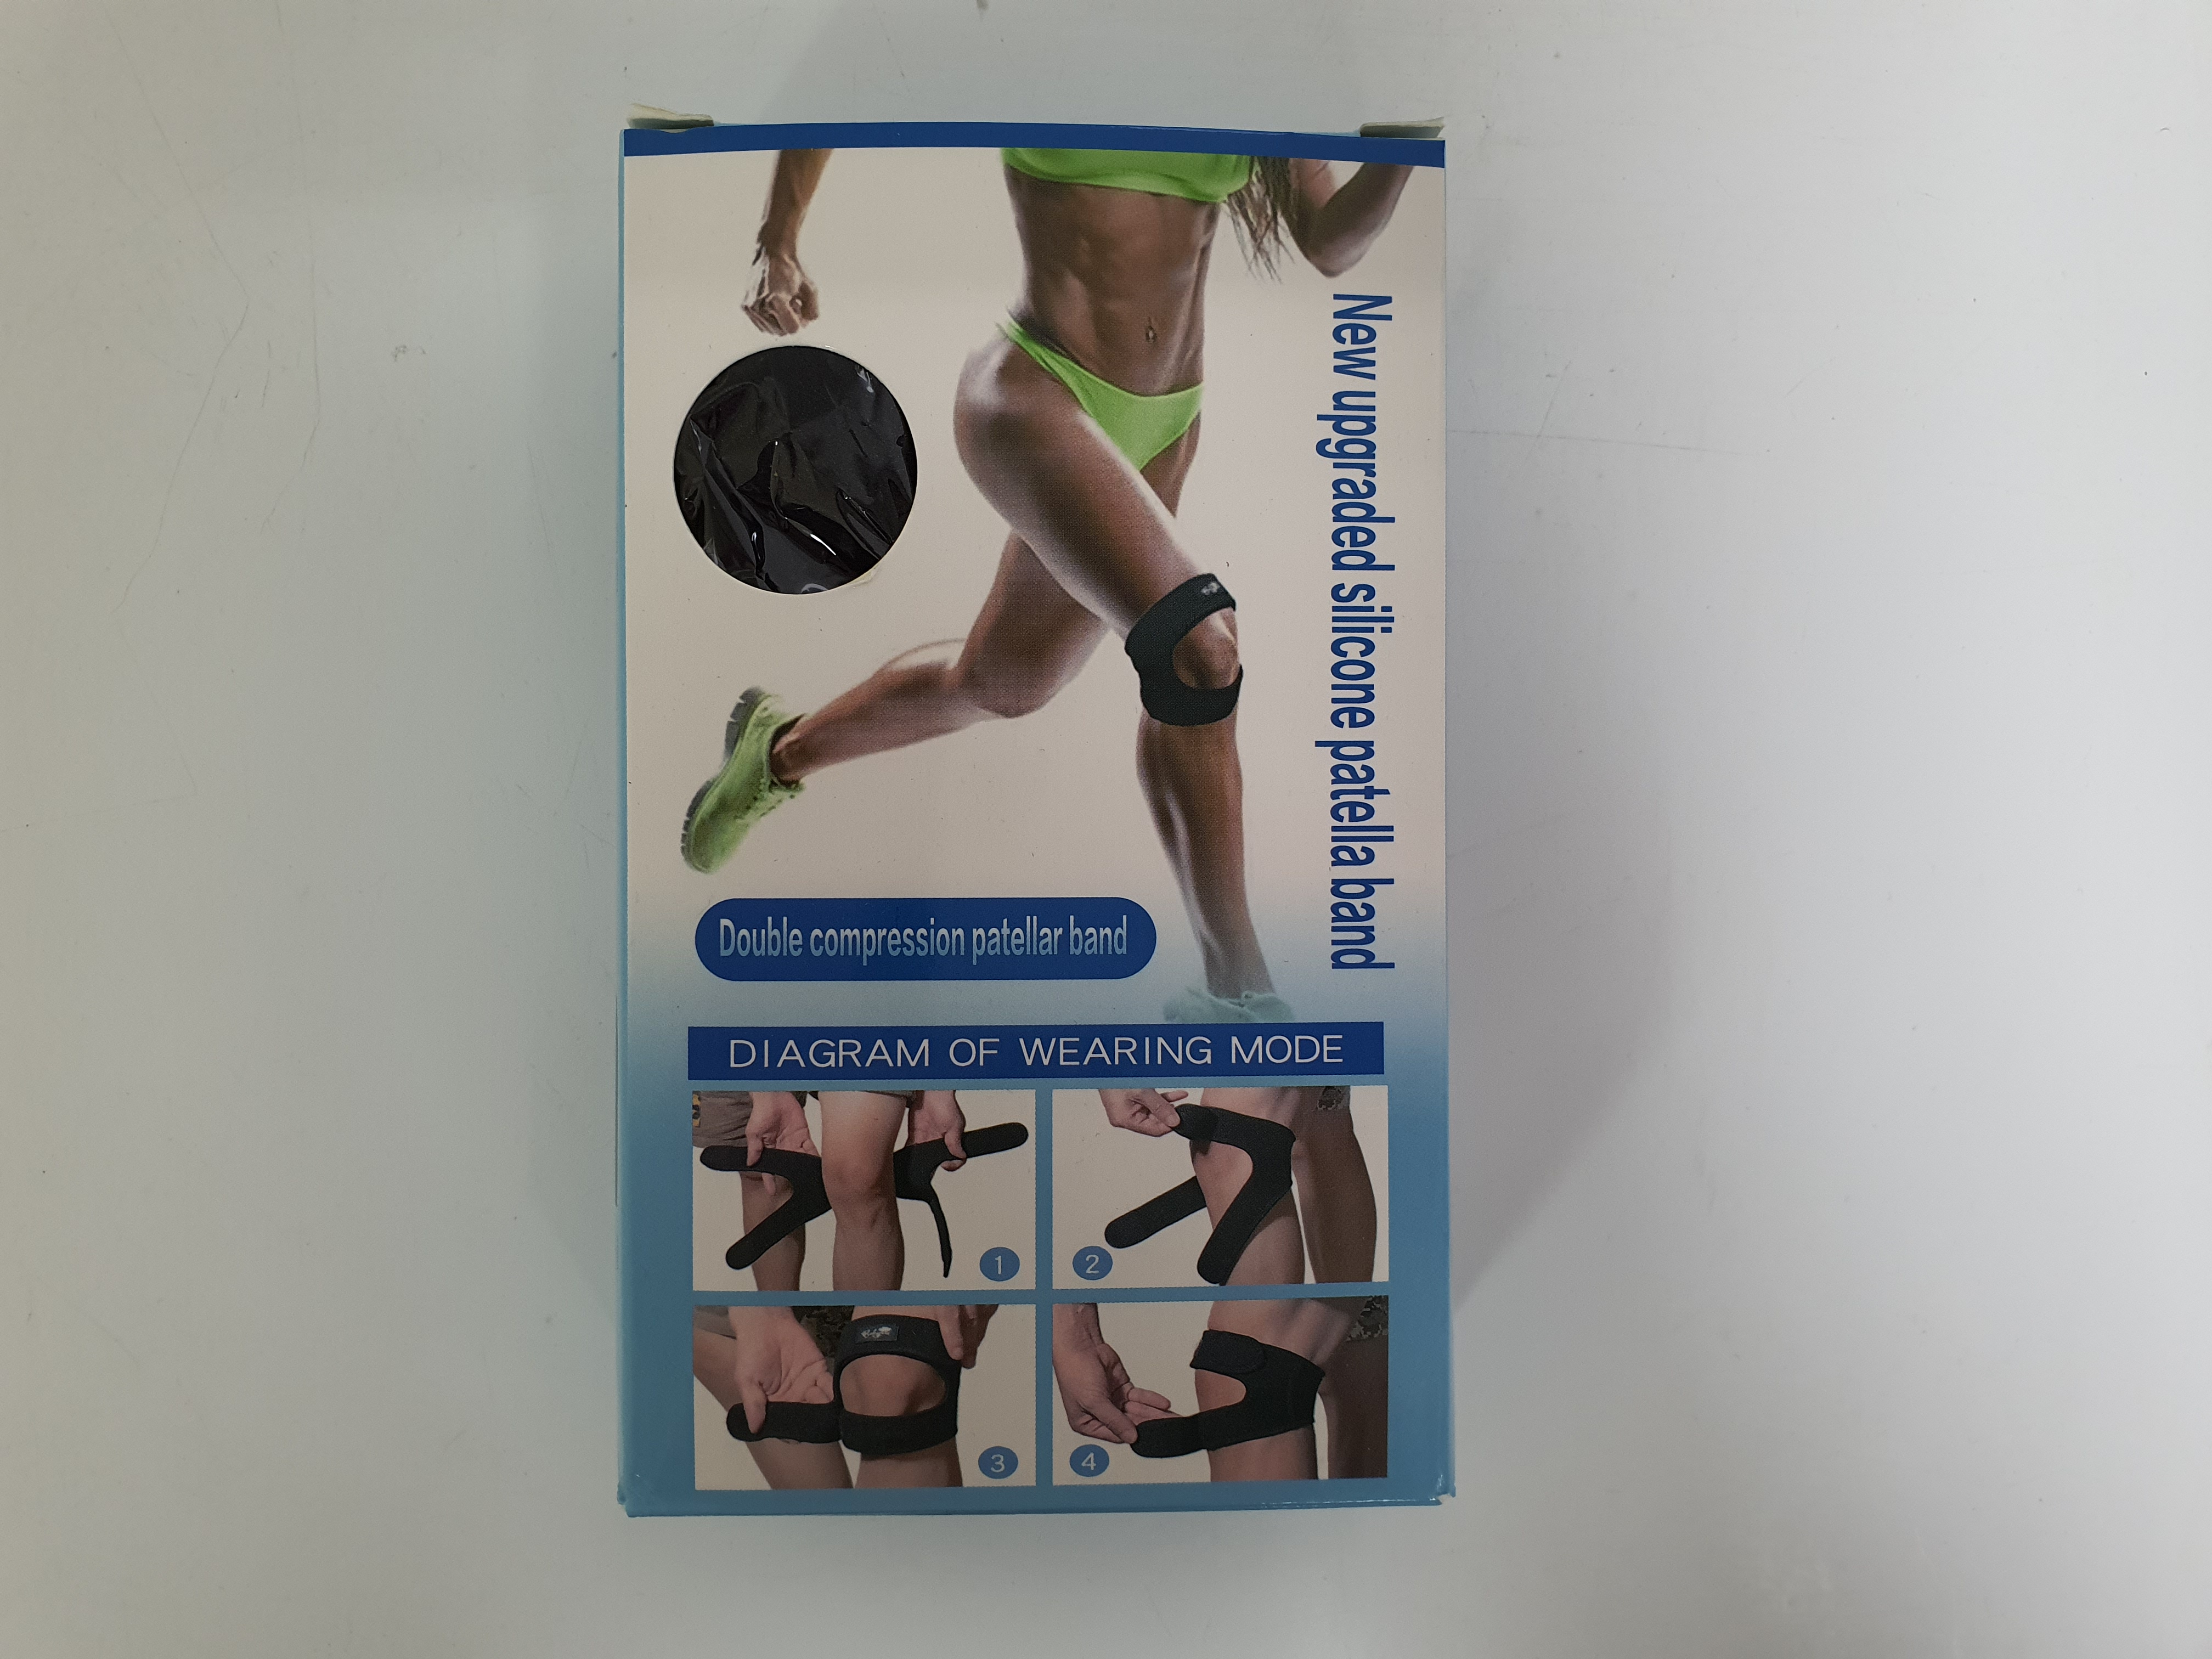 New upgraded silicone patella band
Double compression patellar band
DIAGRAM OF WEARING MODE
1
2
3
4